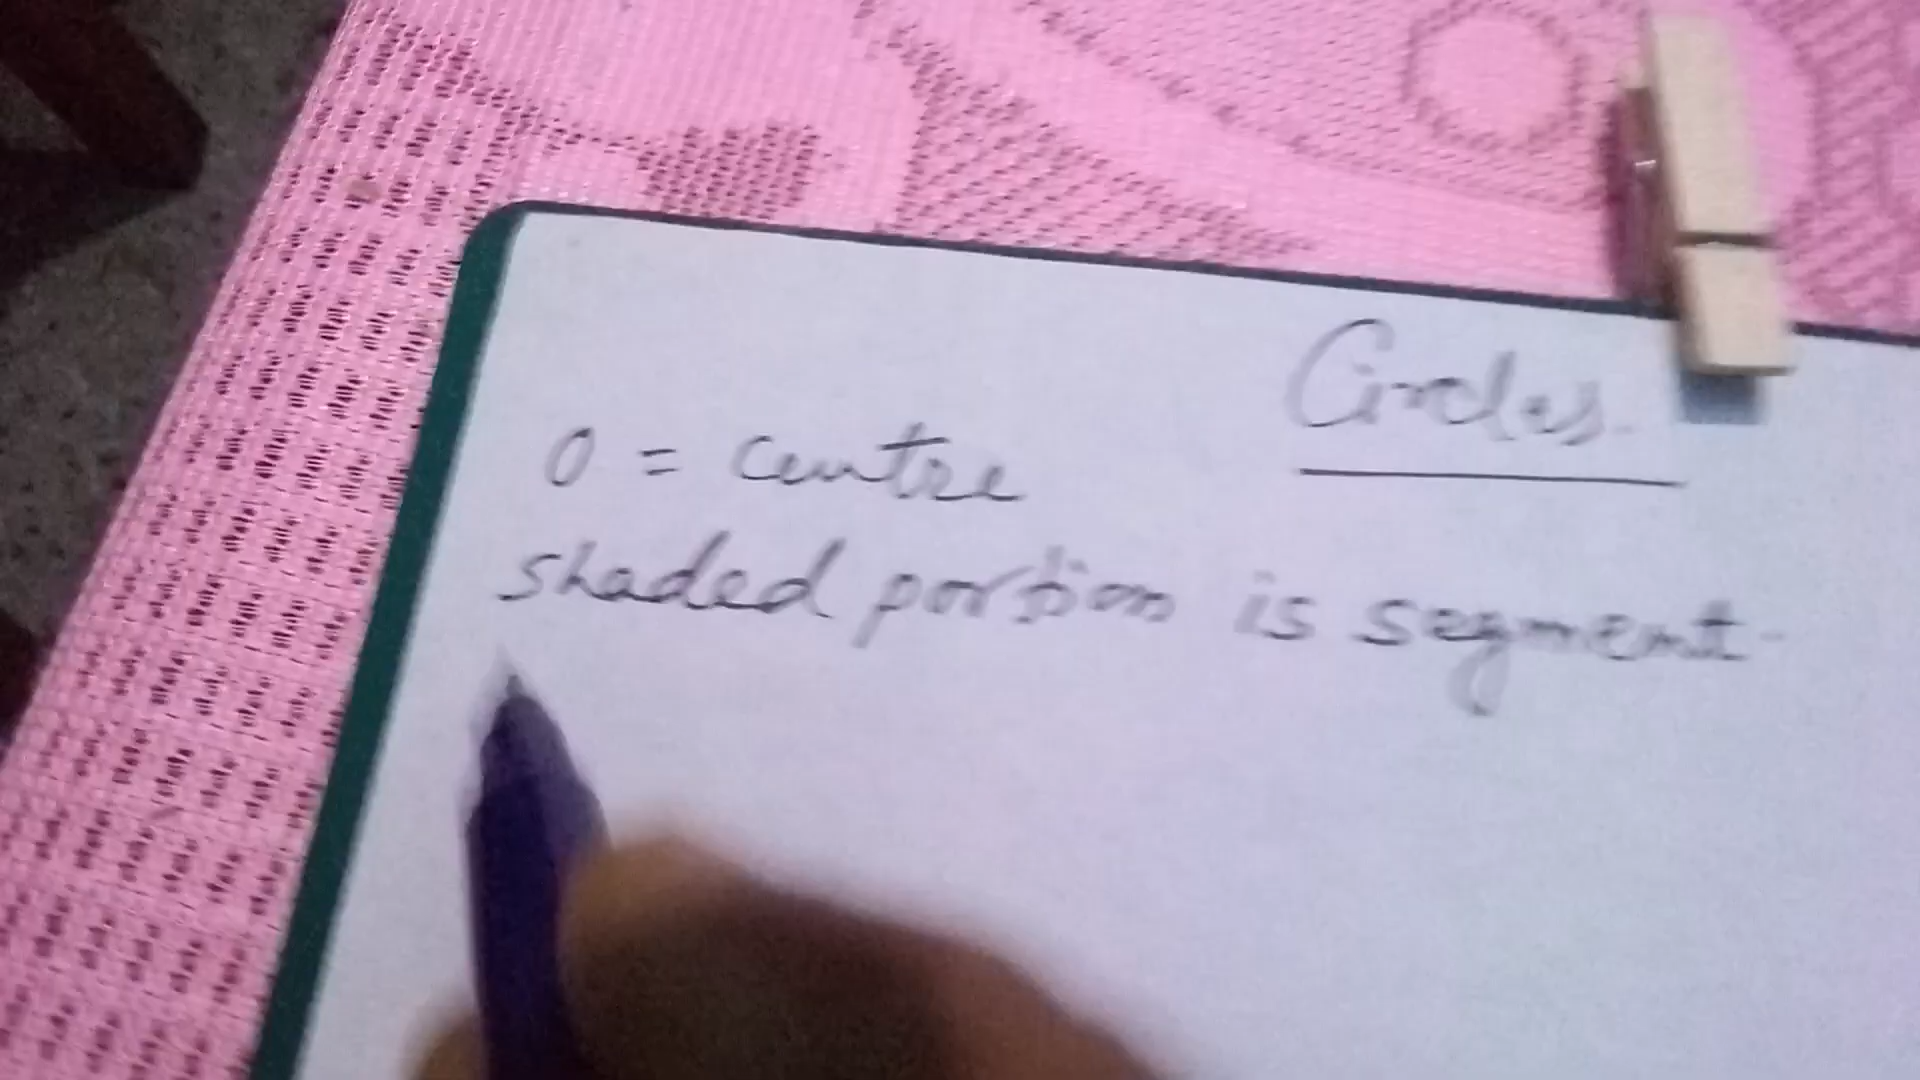 Circles.
O = centre
shaded portion is segment.